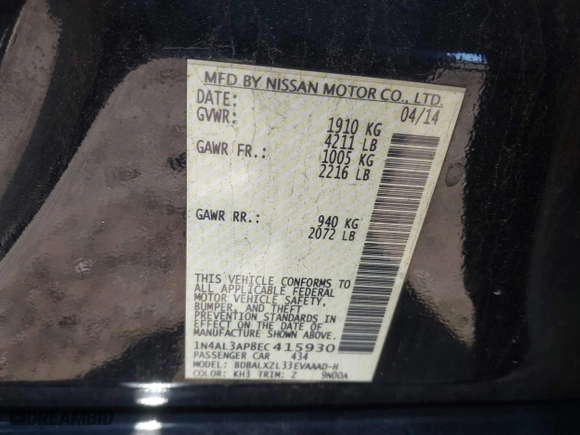 MFD BY NISSAN MOTOR CO., LTD.
DATE: 04/14
GVWR: 1910 KG
4211 LB
GAWR FR.: 1005 KG
2216 LB
GAWR RR.: 940 KG
2072 LB
THIS VEHICLE CONFORMS TO
ALL APPLICABLE FEDERAL
MOTOR VEHICLE SAFETY,
BUMPER, AND THEFT
PREVENTION STANDARDS IN
EFFECT ON THE DATE OF
MANUFACTURE SHOWN ABOVE.
1N4AL3AP8EC415930
PASSENGER CAR 434
MODEL: BDBALXZL33EVAAAD-H
COLOR: KH3 TRIM: Z 9N00A
DREAMBID